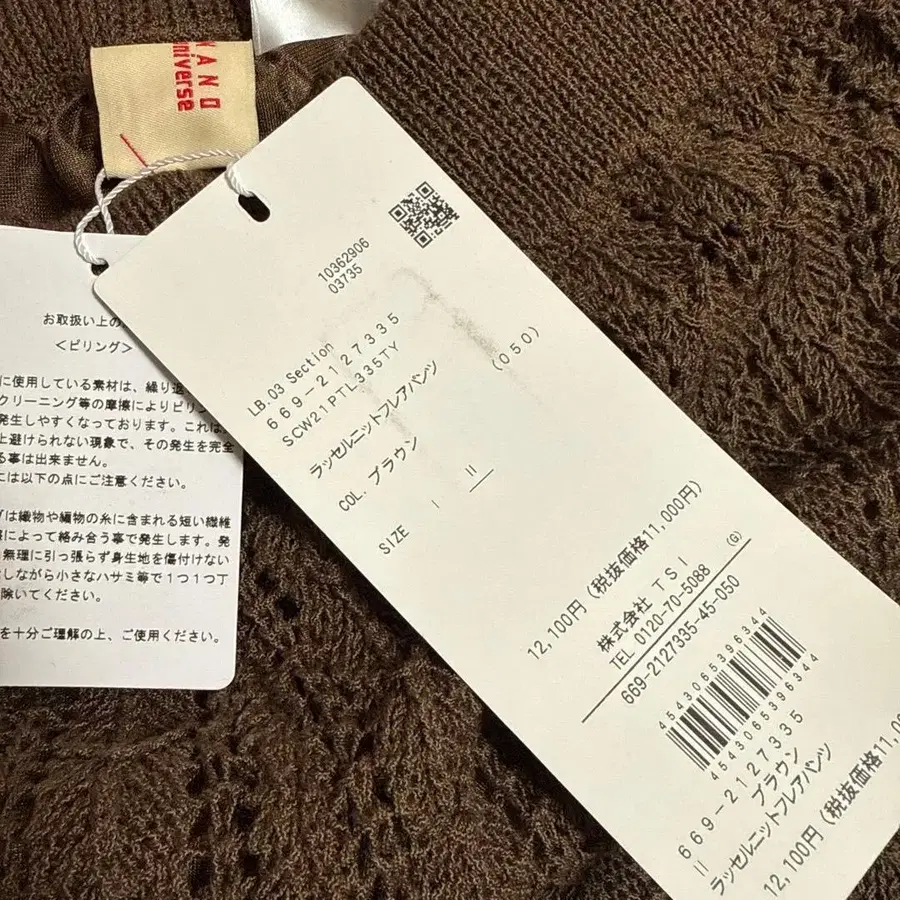 KANO
universe
10362906
03735
LB.03 Section
669-2127335
SCW21PTL335TY
ラッセルニットフレアパンツ
(050)
COL. ブラウン
SIZE I II
12,100円 (税抜価格11,000円)
株式会社 TSI (G)
TEL 0120-70-5088
669-2127335-45-050
4543065396344
4543065396344
669-2127335
II ブラウン
ラッセルニットフレアパンツ
12,100円 (税抜価格11,0
お取扱い上の
<ピリング>
に使用している素材は、繰り返
クリーニング等の摩擦によりピリン
発生しやすくなっております。これは
上避けられない現象で、その発生を完全
る事は出来ません。
には以下の点にご注意ください。
グは織物や編物の糸に含まれる短い繊維
擦によって絡み合う事で発生します。発
無理に引っ張らず身生地を傷付けない
しながら小さなハサミ等で1つ1つ丁
除いてください。
を十分ご理解の上、ご使用ください。